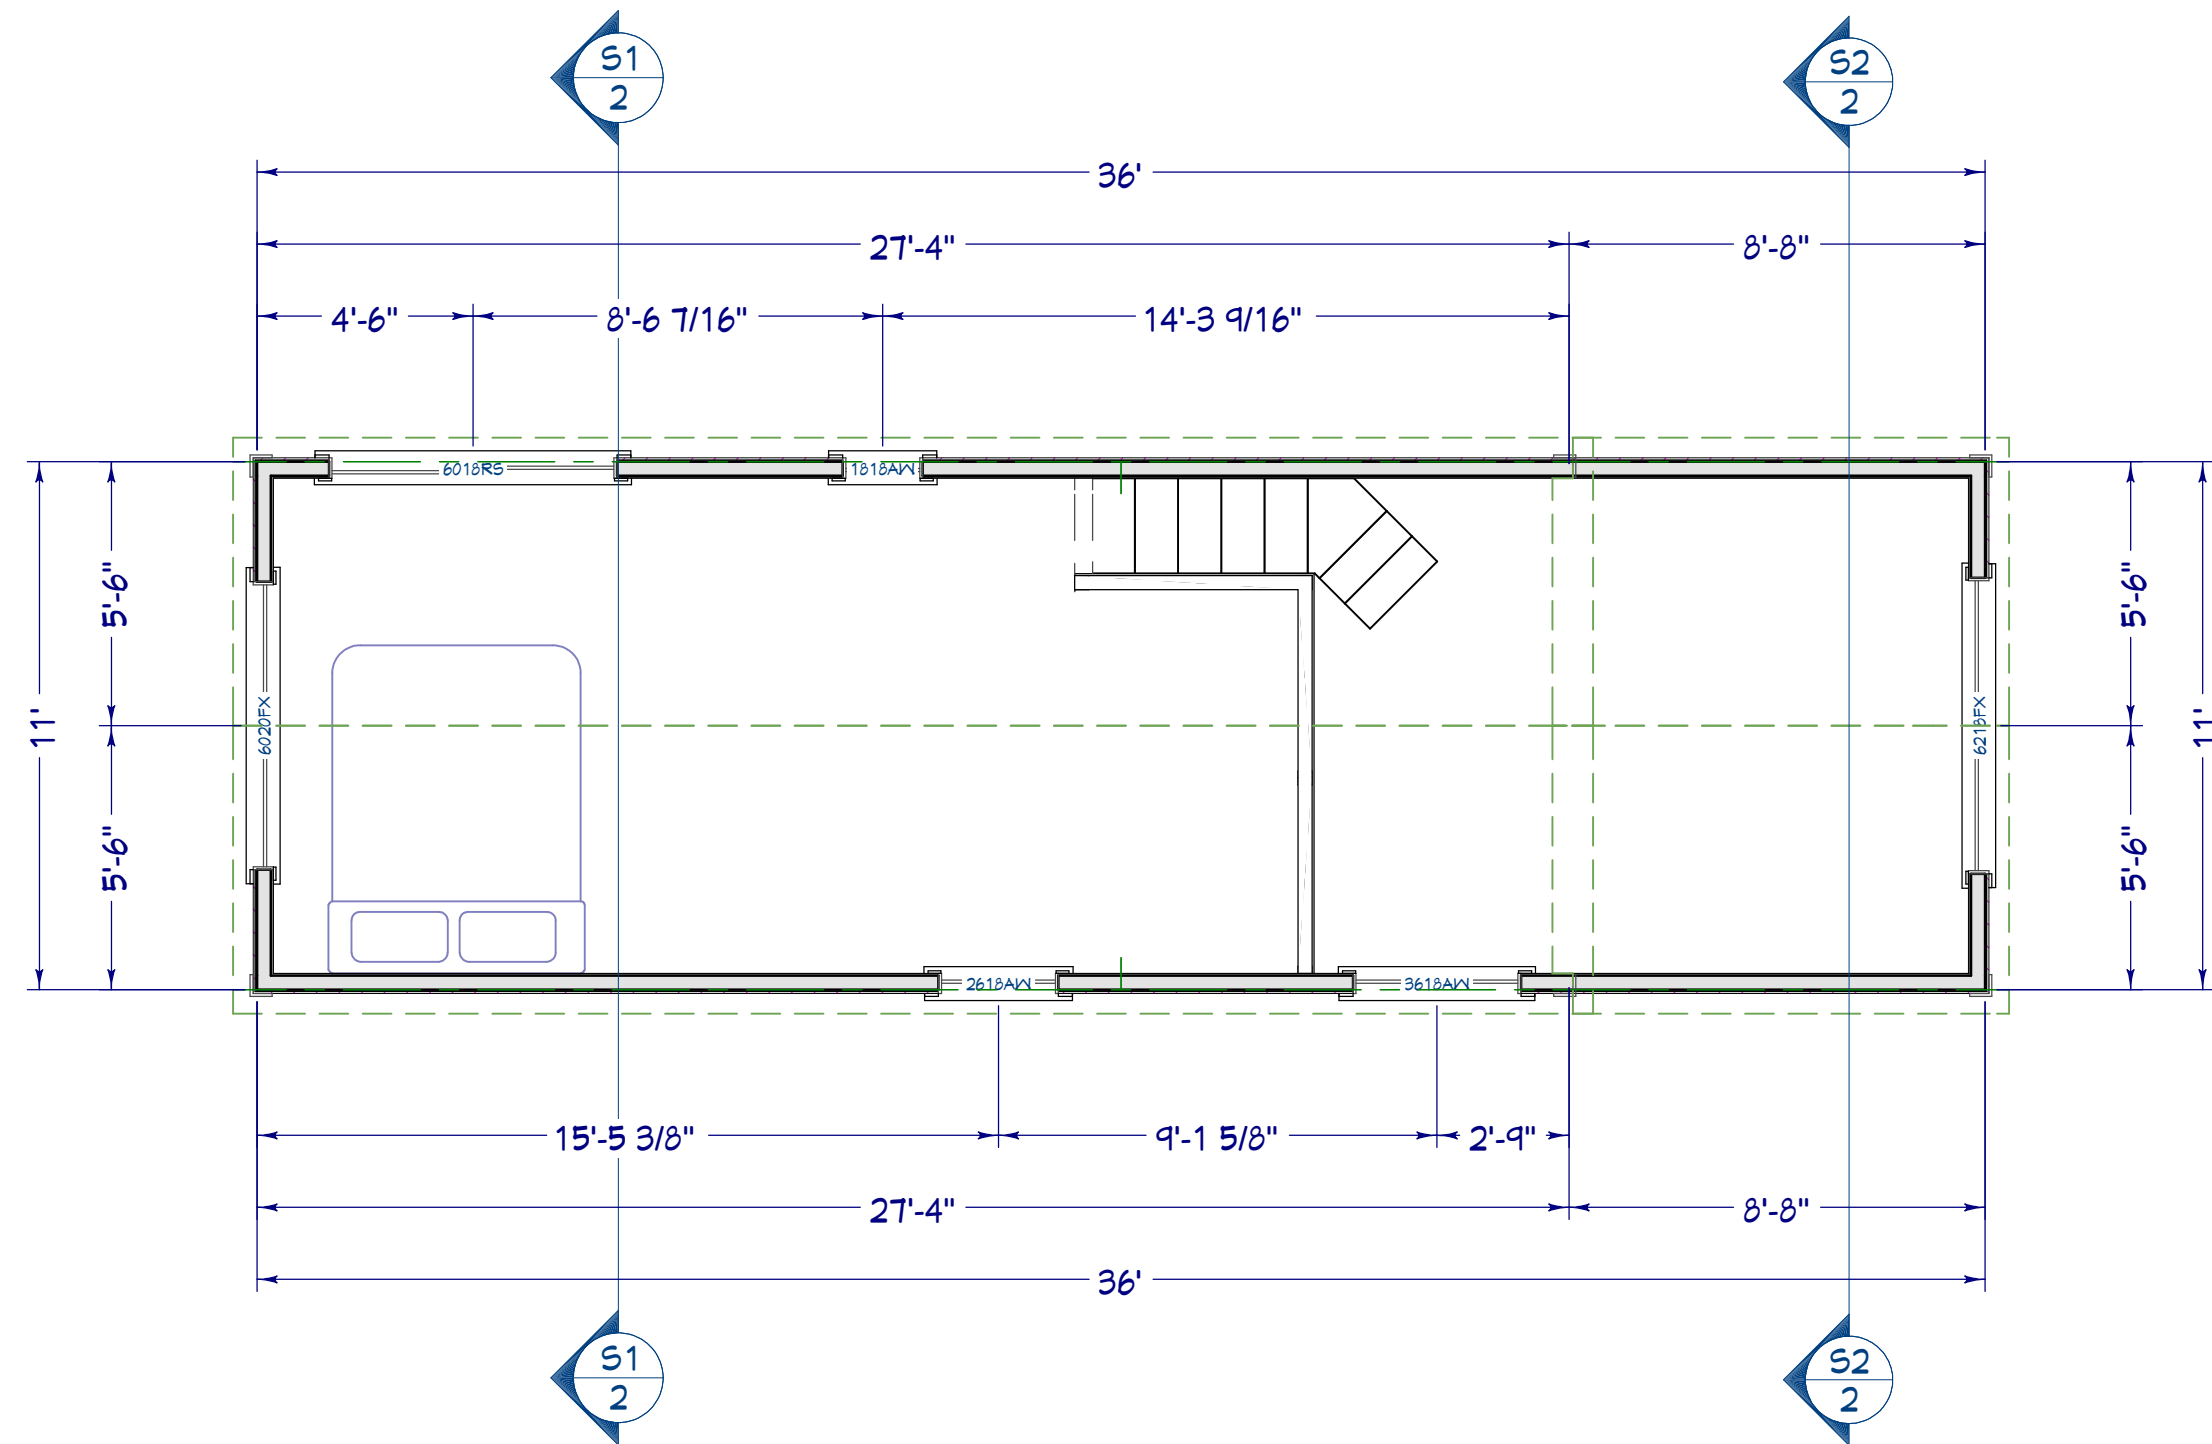 S1
2
S2
2
36'
27'-4"
8'-8"
4'-6"
8'-6 7/16"
14'-3 9/16"
6018RS
1818AW
5'-6"
5'-6"
11'
6020FX
6218FX
11'
5'-6"
5'-6"
2618AW
3618AW
15'-5 3/8"
9'-1 5/8"
2'-9"
27'-4"
8'-8"
36'
S1
2
S2
2